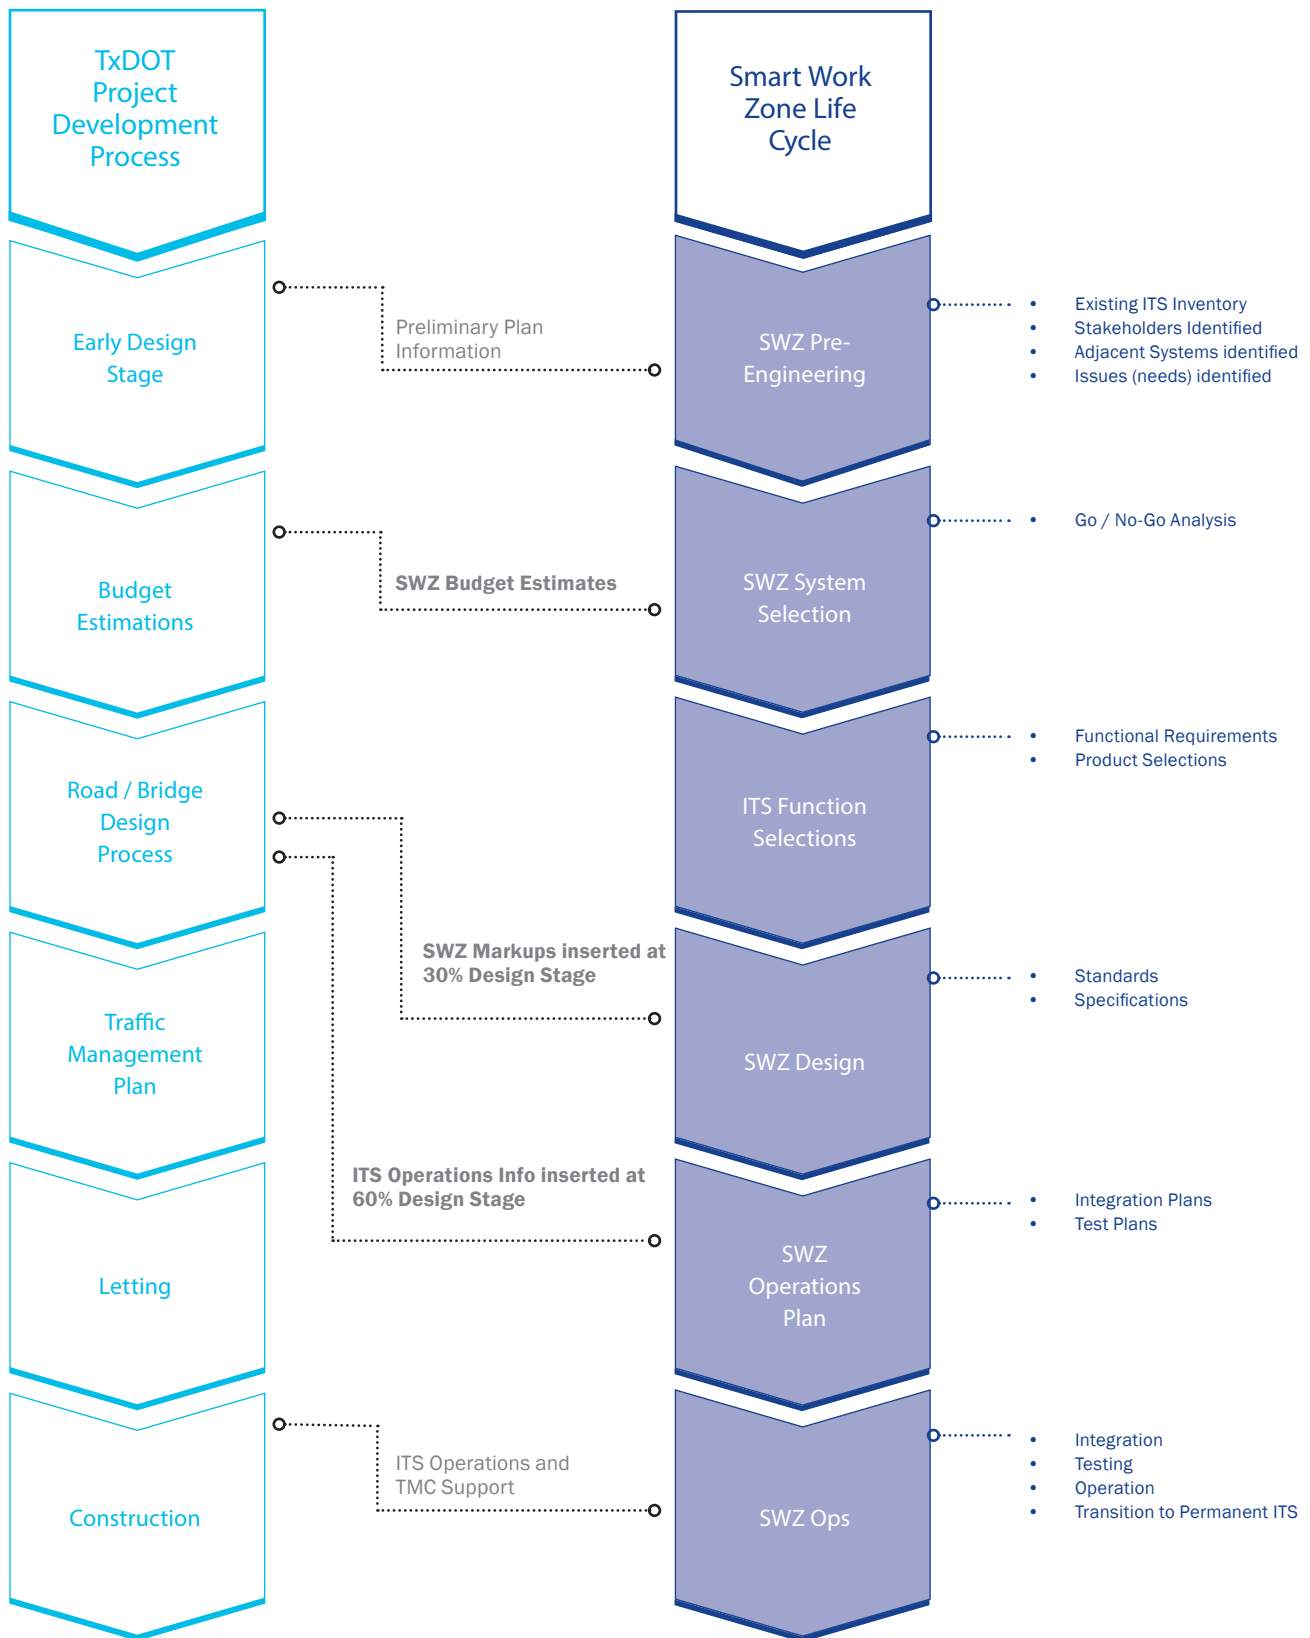 TxDOT
Project
Development
Process
Smart Work
Zone Life
Cycle
Early Design
Stage
Preliminary Plan
Information
SWZ Pre-
Engineering
• Existing ITS Inventory
• Stakeholders Identified
• Adjacent Systems identified
• Issues (needs) identified
Budget
Estimations
SWZ Budget Estimates
SWZ System
Selection
• Go / No-Go Analysis
Road / Bridge
Design
Process
ITS Function
Selections
• Functional Requirements
• Product Selections
SWZ Markups inserted at
30% Design Stage
Traffic
Management
Plan
SWZ Design
• Standards
• Specifications
ITS Operations Info inserted at
60% Design Stage
Letting
SWZ
Operations
Plan
• Integration Plans
• Test Plans
Construction
ITS Operations and
TMC Support
SWZ Ops
• Integration
• Testing
• Operation
• Transition to Permanent ITS